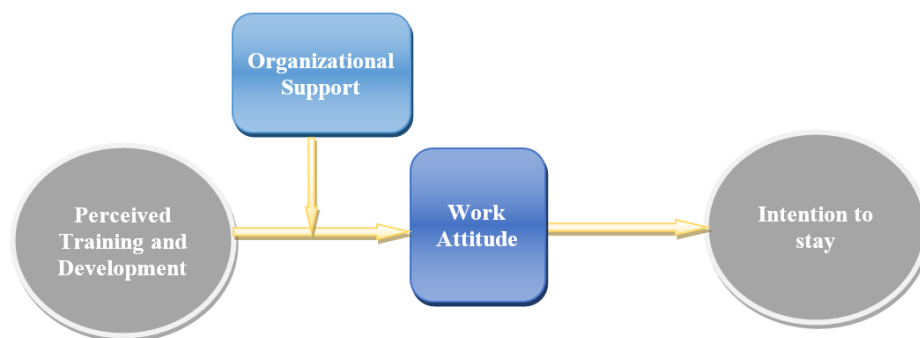 Organizational
Support
Perceived
Training and
Development
Work
Attitude
Intention to
stay